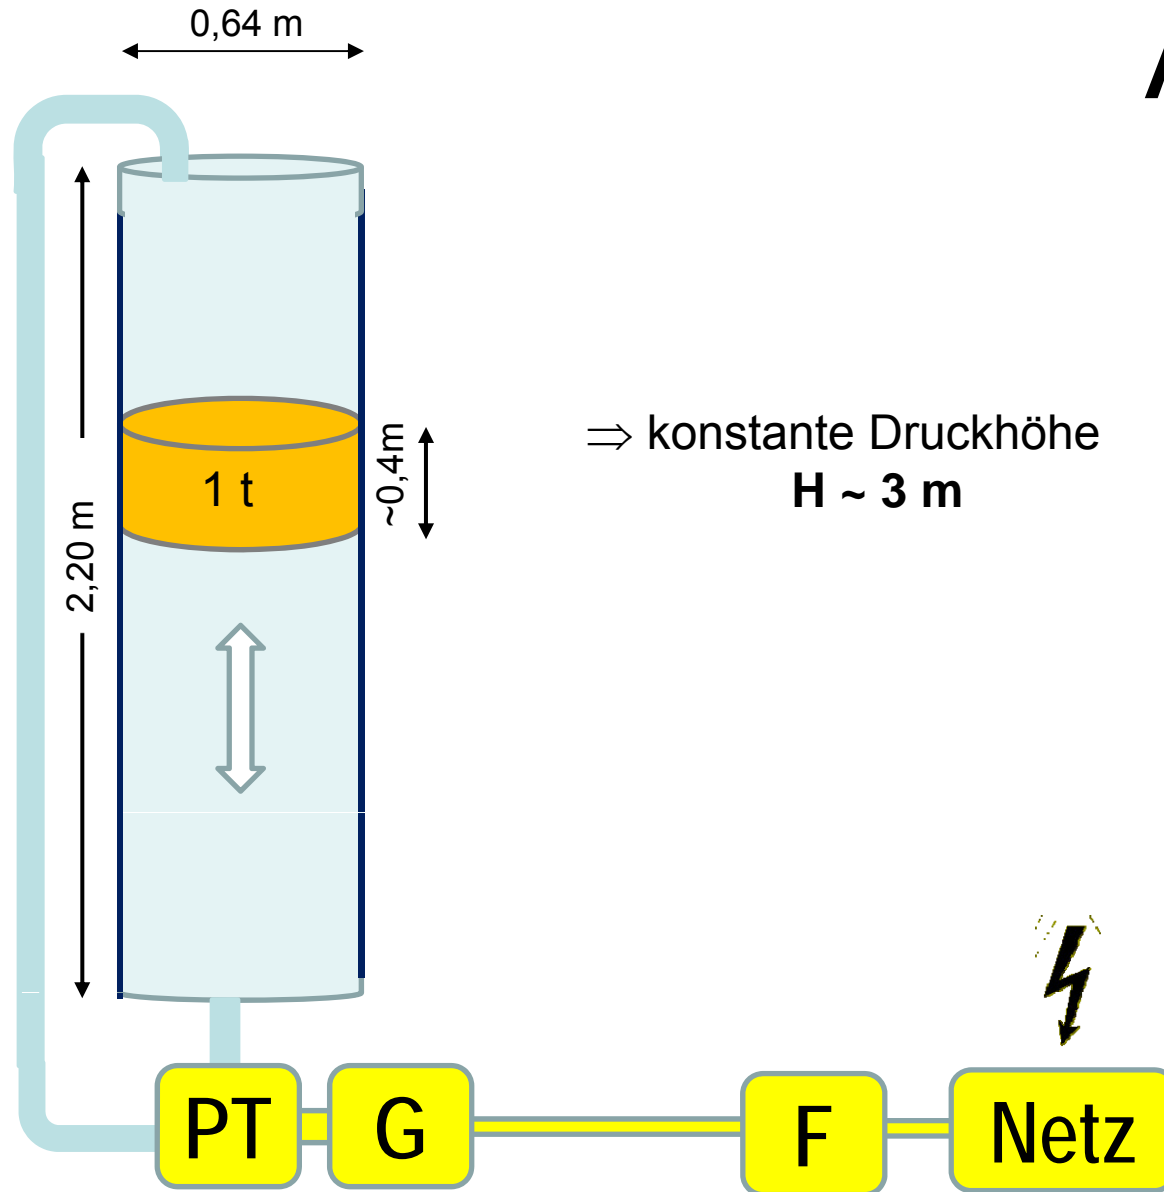 0,64 m
2,20 m
1 t
~0,4m
⇒ konstante Druckhöhe
H ~ 3 m
PT
G
F
Netz